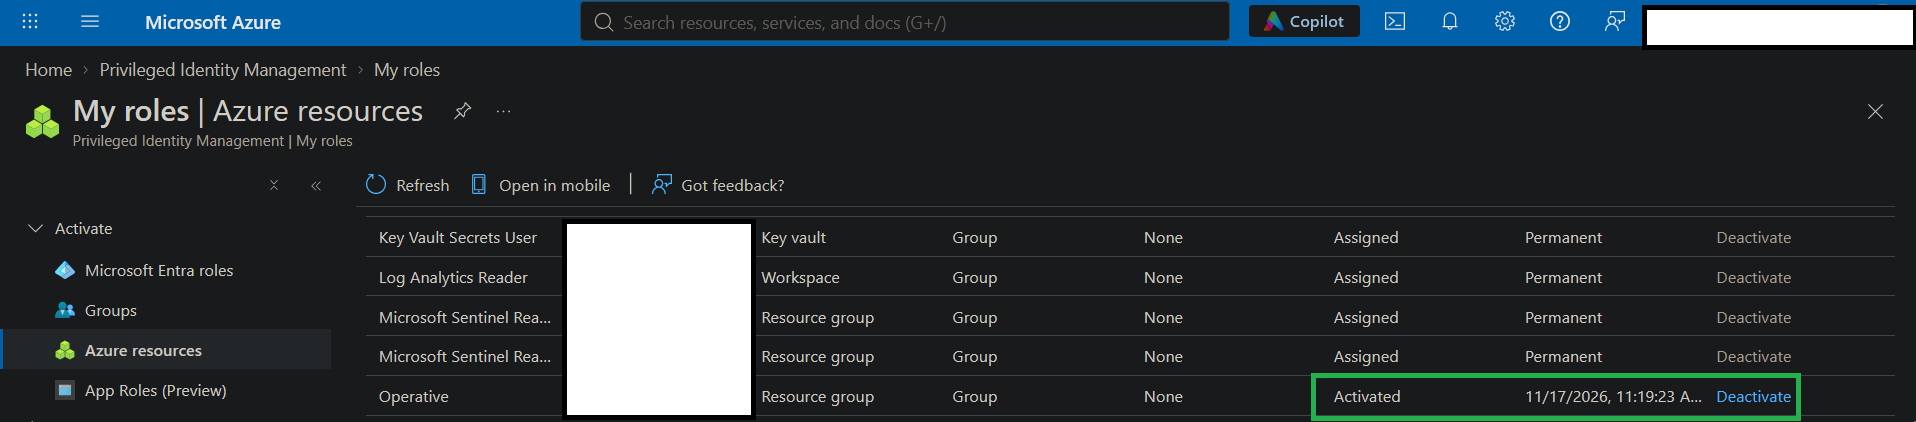 Microsoft Azure
Search resources, services, and docs (G+/)
Copilot
Home > Privileged Identity Management > My roles
My roles | Azure resources
Privileged Identity Management | My roles
Refresh
Open in mobile
Got feedback?
Activate
Microsoft Entra roles
Groups
Azure resources
App Roles (Preview)
Key Vault Secrets User Key vault Group None Assigned Permanent Deactivate
Log Analytics Reader Workspace Group None Assigned Permanent Deactivate
Microsoft Sentinel Rea... Resource group Group None Assigned Permanent Deactivate
Microsoft Sentinel Rea... Resource group Group None Assigned Permanent Deactivate
Operative Resource group Group None Activated 11/17/2026, 11:19:23 A... Deactivate